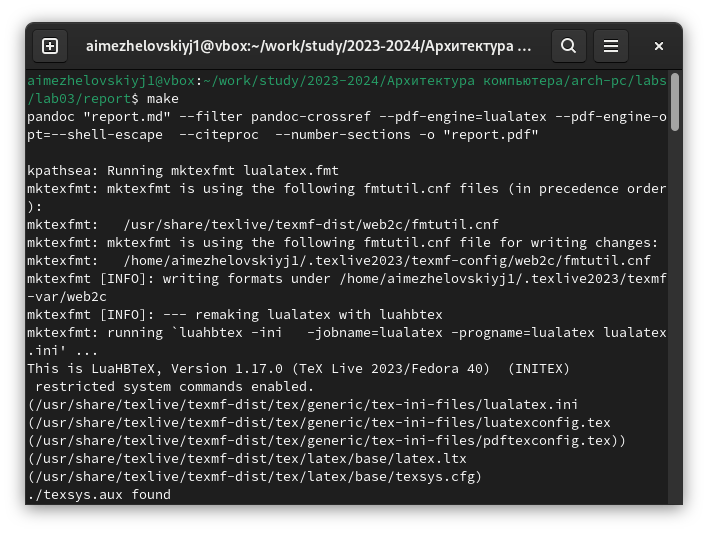 aimezhelovskiyj1@vbox:~/work/study/2023-2024/Архитектура ...
aimezhelovskiyj1@vbox:~/work/study/2023-2024/Архитектура компьютера/arch-pc/labs
/lab03/report$ make
pandoc "report.md" --filter pandoc-crossref --pdf-engine=lualatex --pdf-engine-o
pt=--shell-escape  --citeproc  --number-sections -o "report.pdf"
kpathsea: Running mktexfmt lualatex.fmt
mktexfmt: mktexfmt is using the following fmtutil.cnf files (in precedence order
):
mktexfmt:   /usr/share/texlive/texmf-dist/web2c/fmtutil.cnf
mktexfmt: mktexfmt is using the following fmtutil.cnf file for writing changes:
mktexfmt:   /home/aimezhelovskiyj1/.texlive2023/texmf-config/web2c/fmtutil.cnf
mktexfmt [INFO]: writing formats under /home/aimezhelovskiyj1/.texlive2023/texmf
-var/web2c
mktexfmt [INFO]: --- remaking lualatex with luahbtex
mktexfmt: running `luahbtex -ini   -jobname=lualatex -progname=lualatex lualatex
.ini' ...
This is LuaHBTeX, Version 1.17.0 (TeX Live 2023/Fedora 40)  (INITEX)
 restricted system commands enabled.
(/usr/share/texlive/texmf-dist/tex/generic/tex-ini-files/lualatex.ini
(/usr/share/texlive/texmf-dist/tex/generic/tex-ini-files/luatexconfig.tex
(/usr/share/texlive/texmf-dist/tex/generic/tex-ini-files/pdftexconfig.tex))
(/usr/share/texlive/texmf-dist/tex/latex/base/latex.ltx
(/usr/share/texlive/texmf-dist/tex/latex/base/texsys.cfg)
./texsys.aux found